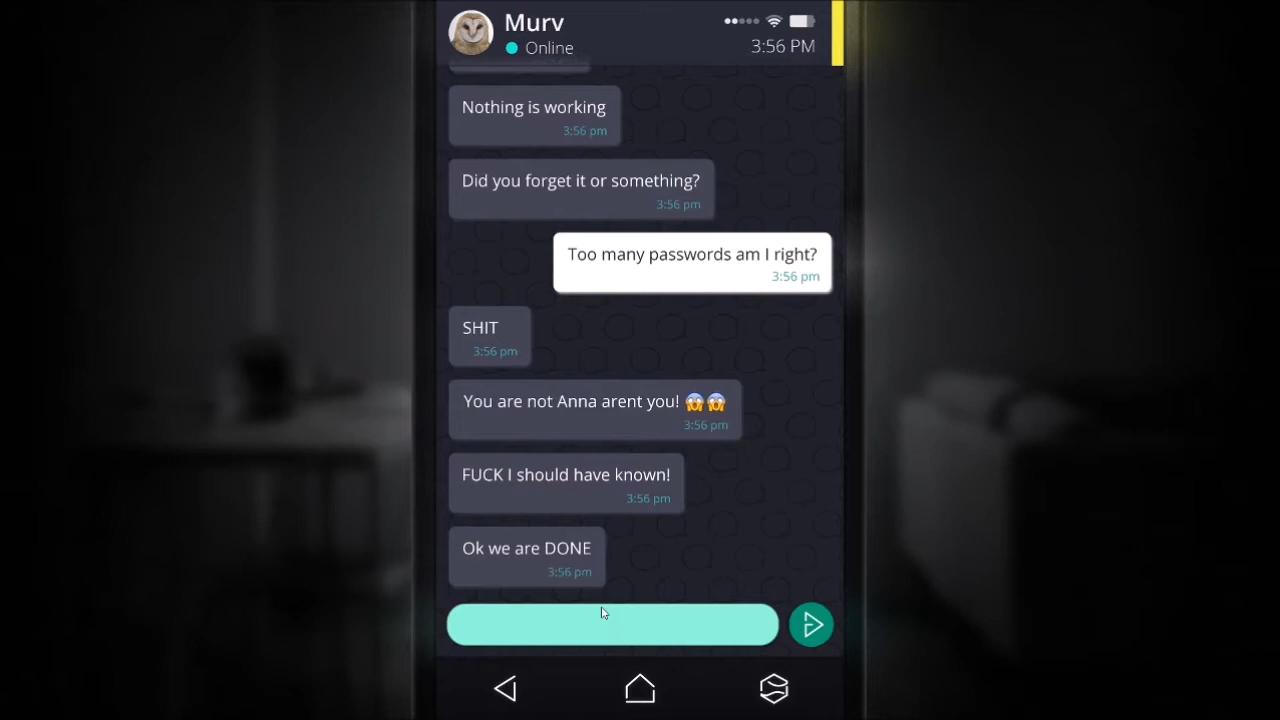 Murv
Online
3:56 PM
Nothing is working
3:56 pm
Did you forget it or something?
3:56 pm
Too many passwords am I right?
3:56 pm
SHIT
3:56 pm
You are not Anna arent you! 😱😱
3:56 pm
FUCK I should have known!
3:56 pm
Ok we are DONE
3:56 pm